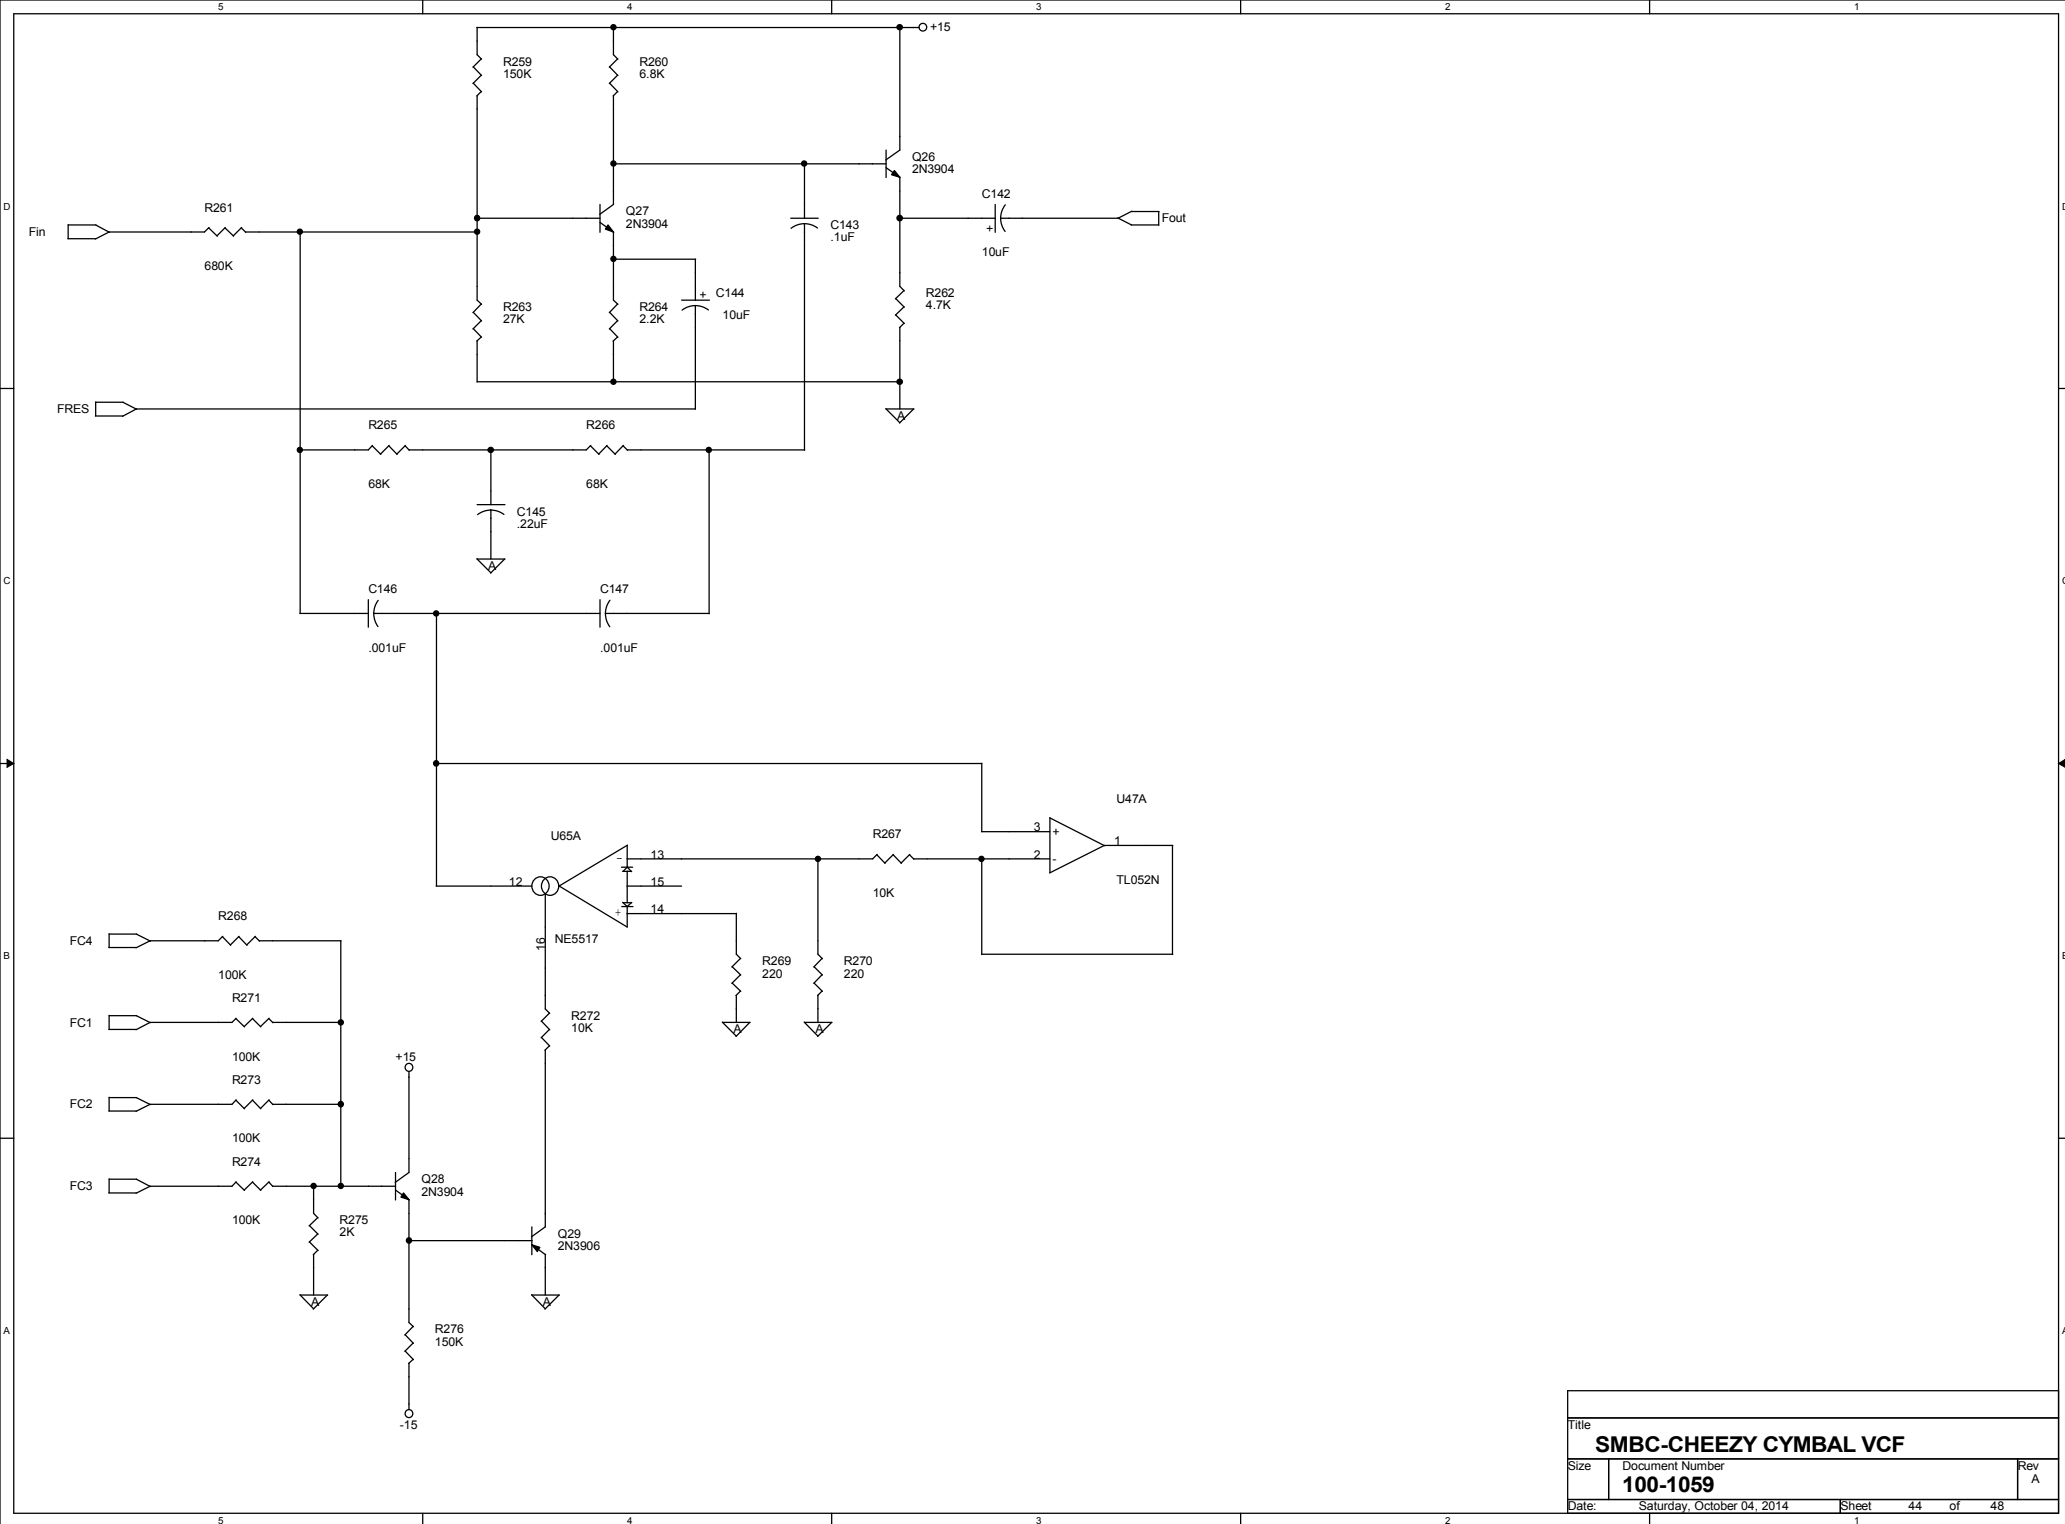 5 4 3 2 1
+15
R259
150K
R260
6.8K
Q26
2N3904
D
D
R261
680K
Fin
Q27
2N3904
C142
+
10uF
Fout
C143
.1uF
R263
27K
R264
2.2K
+ C144
10uF
R262
4.7K
A
FRES
R265
68K
R266
68K
C145
.22uF
A
C
C
C146
.001uF
C147
.001uF
U47A
3 +
2 -
1
TL052N
U65A
12
13 −
15
14 +
16
NE5517
R267
10K
R268
100K
FC4
B
B
R269
220
R270
220
A
A
R271
100K
FC1
R272
10K
+15
R273
100K
FC2
R274
100K
FC3
Q28
2N3904
R275
2K
Q29
2N3906
A
A
A
A
R276
150K
-15
Title
SMBC-CHEEZY CYMBAL VCF
Size Document Number Rev
100-1059 A
Date: Saturday, October 04, 2014 Sheet 44 of 48
5 4 3 2 1